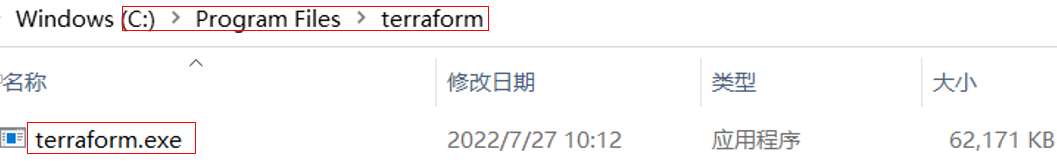 Windows (C:) > Program Files > terraform
名称 修改日期 类型 大小
terraform.exe 2022/7/27 10:12 应用程序 62,171 KB